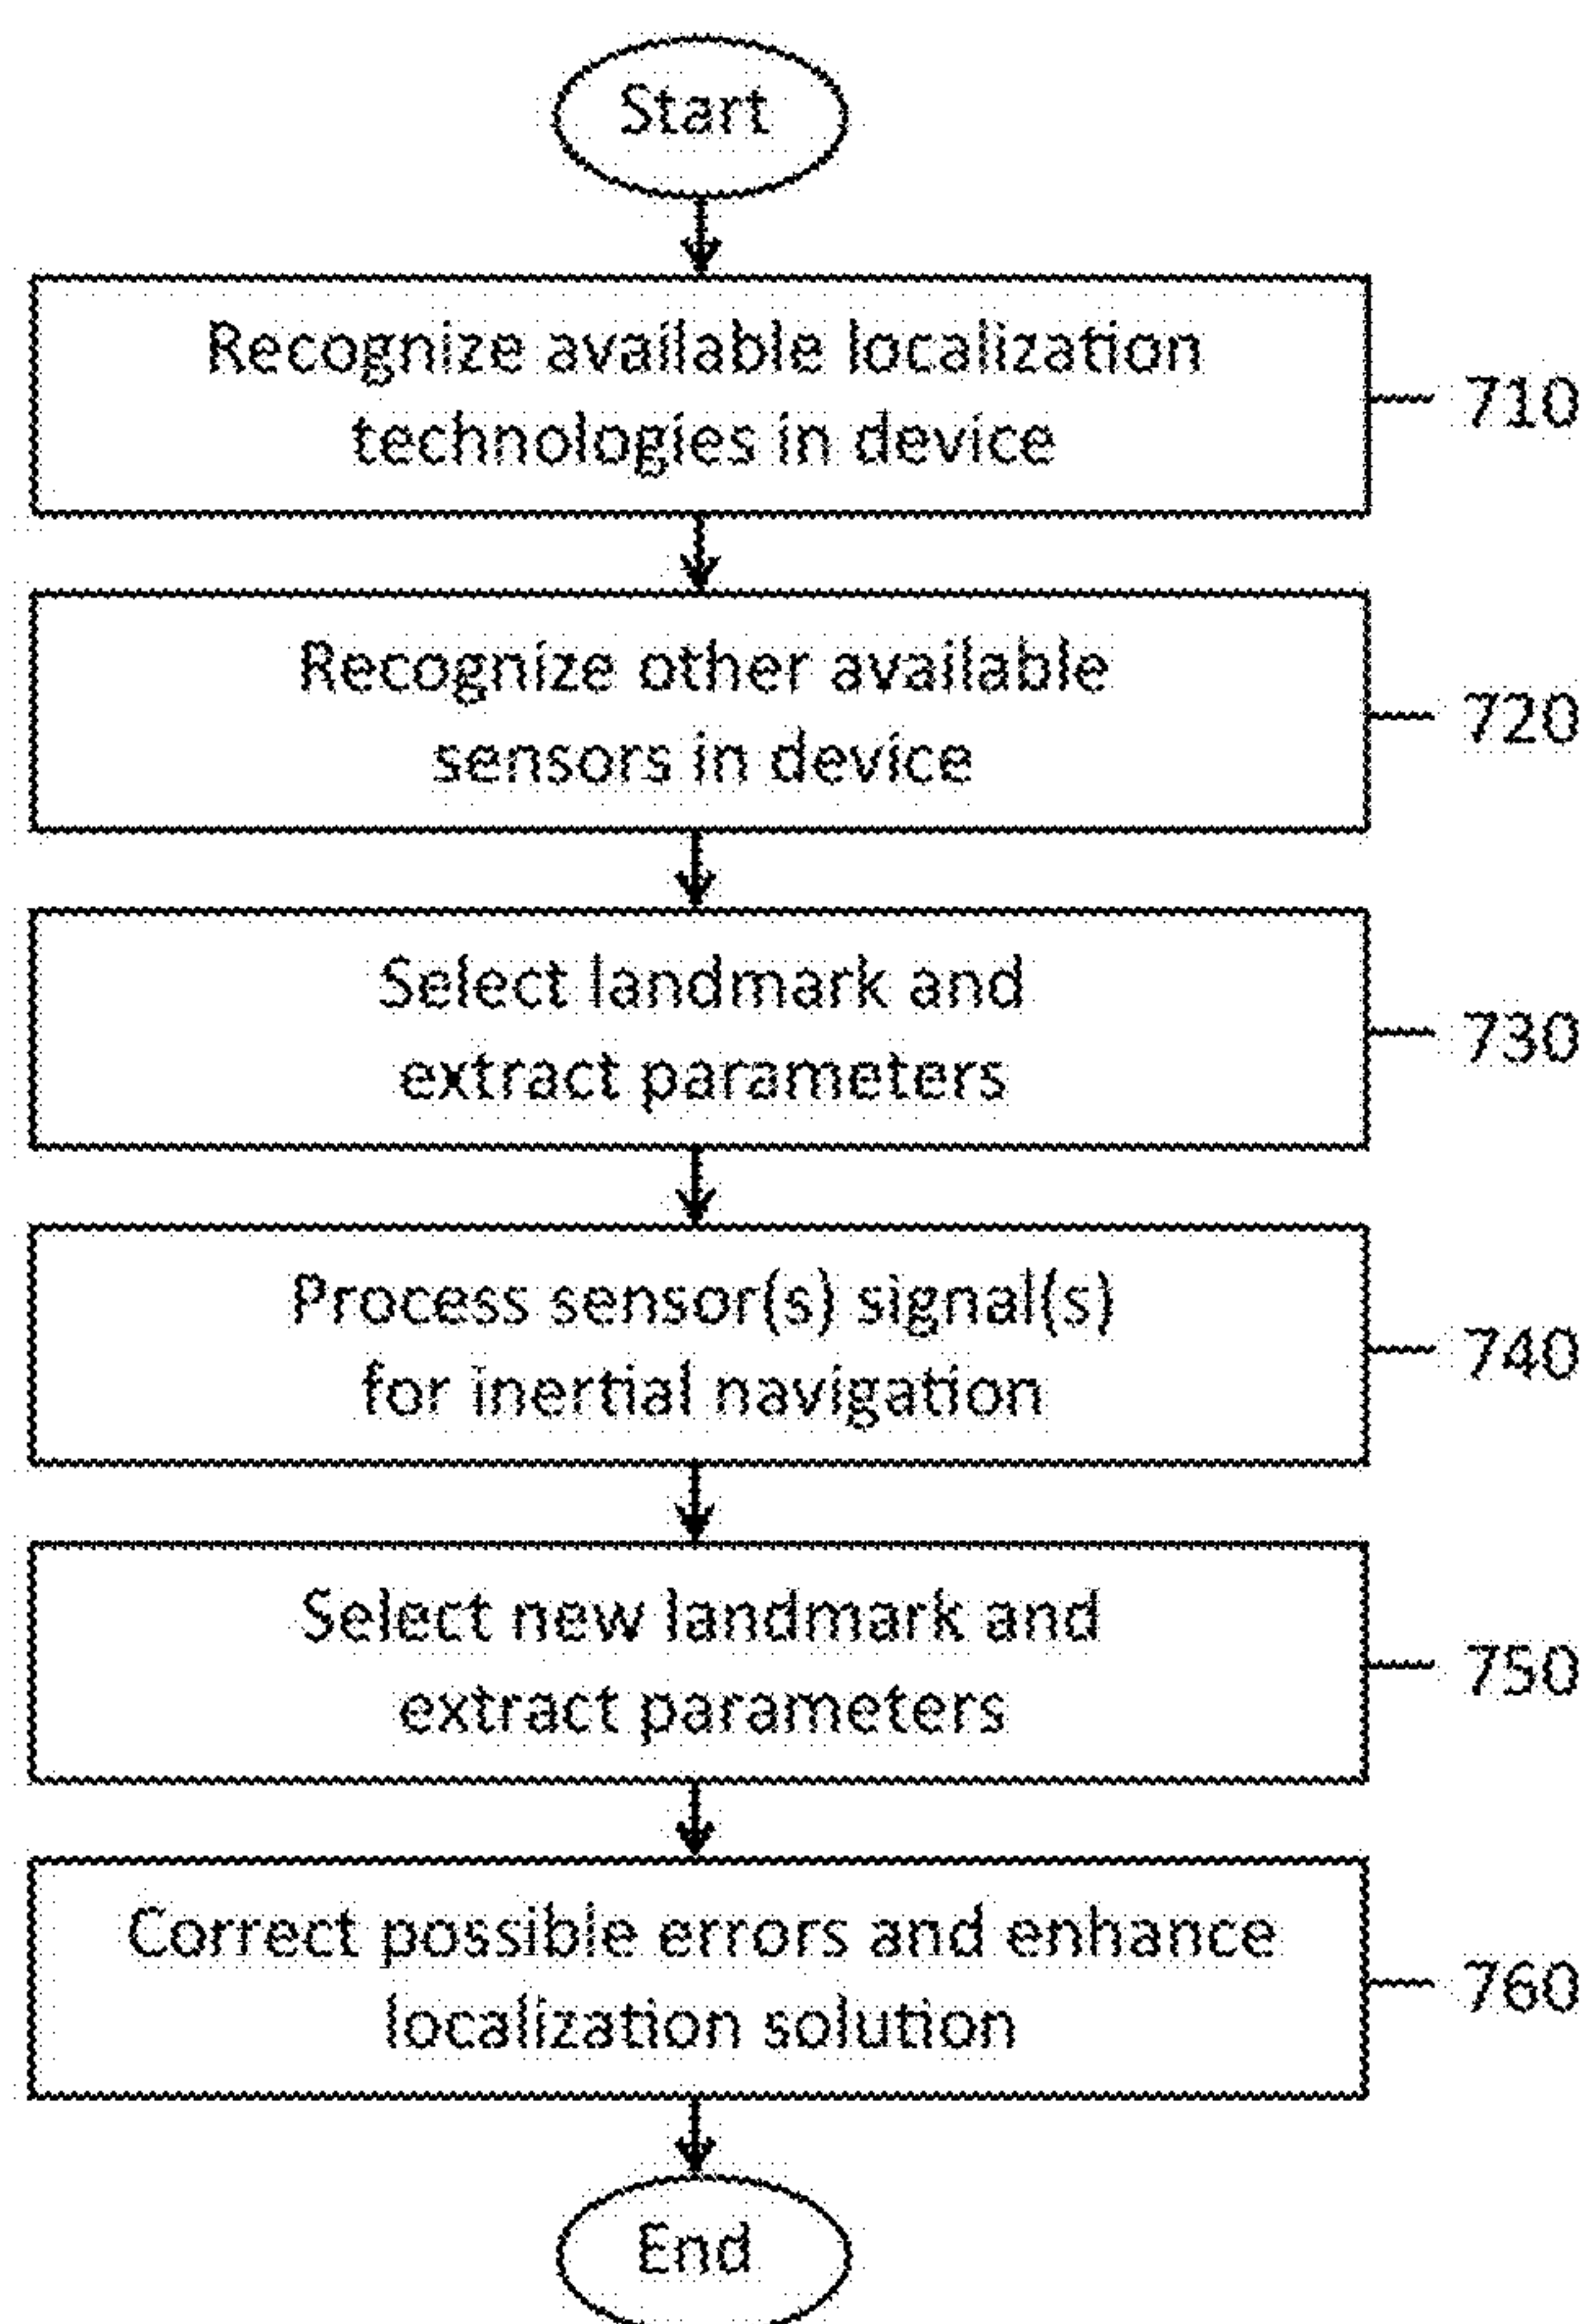 Start
Recognize available localization
technologies in device
710
Recognize other available
sensors in device
720
Select landmark and
extract parameters
730
Process sensor(s) signal(s)
for inertial navigation
740
Select new landmark and
extract parameters
750
Correct possible errors and enhance
localization solution
760
End